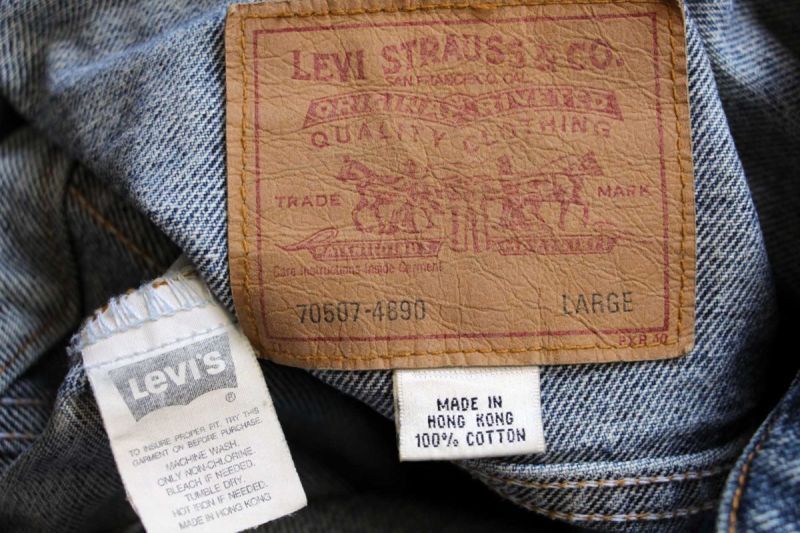 LEVI STRAUSS & CO.
SAN FRANCISCO, CAL.
ORIGINAL RIVETED
QUALITY CLOTHING
TRADE MARK
Care Instructions Inside Garment
70507-4890 LARGE
LEVI'S ®
TO INSURE PROPER FIT, TRY THIS
GARMENT ON BEFORE PURCHASE.
MACHINE WASH.
ONLY NON-CHLORINE
BLEACH IF NEEDED.
TUMBLE DRY.
HOT IRON IF NEEDED.
MADE IN HONG KONG
MADE IN
HONG KONG
100% COTTON